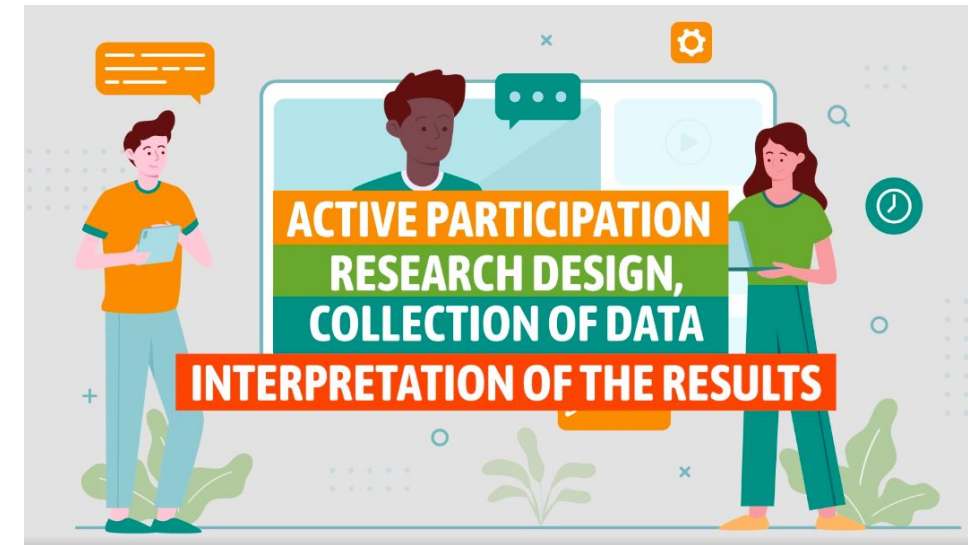 ACTIVE PARTICIPATION
RESEARCH DESIGN,
COLLECTION OF DATA
INTERPRETATION OF THE RESULTS